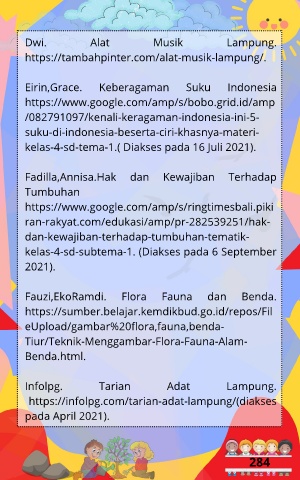 Dwi. Alat Musik Lampung.
https://tambahpinter.com/alat-musik-lampung/.
Eirin,Grace. Keberagaman Suku Indonesia
https://www.google.com/amp/s/bobo.grid.id/amp
/082791097/kenali-keragaman-indonesia-ini-5-
suku-di-indonesia-beserta-ciri-khasnya-materi-
kelas-4-sd-tema-1.( Diakses pada 16 Juli 2021).
Fadilla,Annisa.Hak dan Kewajiban Terhadap
Tumbuhan
https://www.google.com/amp/s/ringtimesbali.piki
ran-rakyat.com/edukasi/amp/pr-282539251/hak-
dan-kewajiban-terhadap-tumbuhan-tematik-
kelas-4-sd-subtema-1. (Diakses pada 6 September
2021).
Fauzi,EkoRamdi. Flora Fauna dan Benda.
https://sumber.belajar.kemdikbud.go.id/repos/Fil
eUpload/gambar%20flora,fauna,benda-
Tiur/Teknik-Menggambar-Flora-Fauna-Alam-
Benda.html.
Infolpg. Tarian Adat Lampung.
https://infolpg.com/tarian-adat-lampung/(diakses
pada April 2021).
284